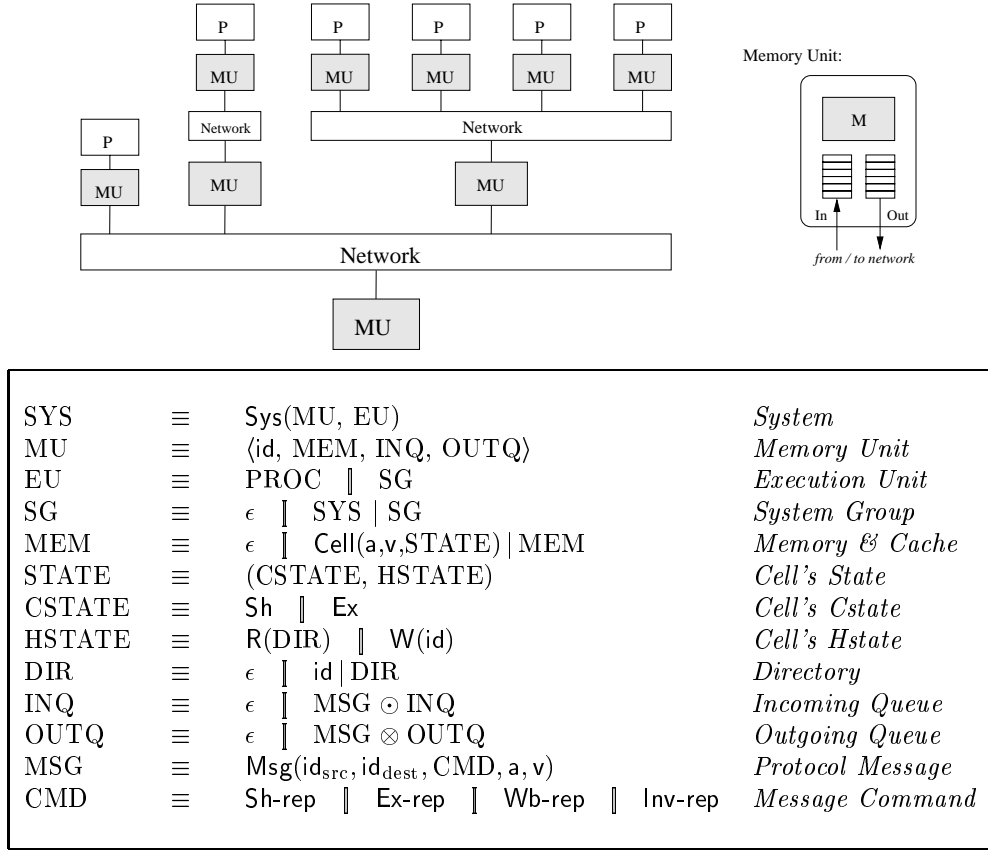 P P P P P
MU MU MU MU MU
Memory Unit:
M
In Out
from / to network
Network Network
P
MU MU MU
Network
MU
SYS ≡ Sys(MU, EU) System
MU ≡ ⟨id, MEM, INQ, OUTQ⟩ Memory Unit
EU ≡ PROC ⫿ SG Execution Unit
SG ≡ ϵ ⫿ SYS | SG System Group
MEM ≡ ϵ ⫿ Cell(a,v,STATE) | MEM Memory & Cache
STATE ≡ (CSTATE, HSTATE) Cell's State
CSTATE ≡ Sh ⫿ Ex Cell's Cstate
HSTATE ≡ R(DIR) ⫿ W(id) Cell's Hstate
DIR ≡ ϵ ⫿ id | DIR Directory
INQ ≡ ϵ ⫿ MSG ⊙ INQ Incoming Queue
OUTQ ≡ ϵ ⫿ MSG ⊗ OUTQ Outgoing Queue
MSG ≡ Msg(id_src, id_dest, CMD, a, v) Protocol Message
CMD ≡ Sh-rep ⫿ Ex-rep ⫿ Wb-rep ⫿ Inv-rep Message Command